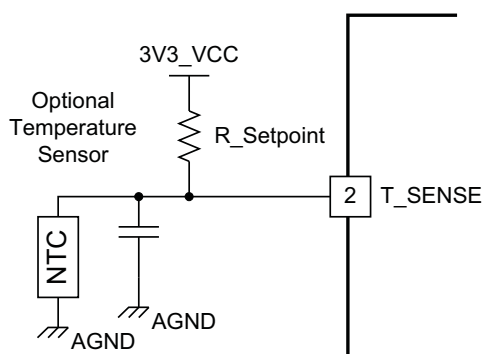 3V3_VCC
Optional
Temperature
Sensor
R_Setpoint
2
T_SENSE
NTC
AGND
AGND